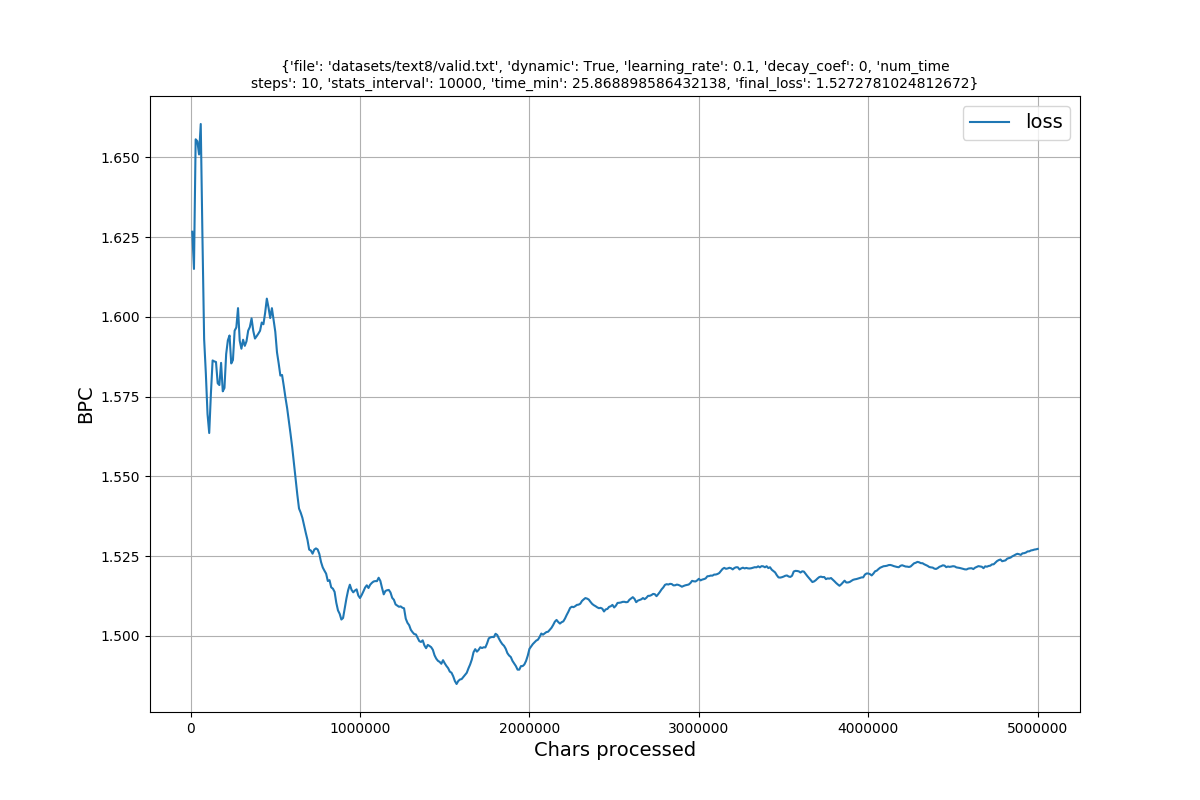 {'file': 'datasets/text8/valid.txt', 'dynamic': True, 'learning_rate': 0.1, 'decay_coef': 0, 'num_time
steps': 10, 'stats_interval': 10000, 'time_min': 25.868898586432138, 'final_loss': 1.5272781024812672}
loss
1.650
1.625
1.600
1.575
1.550
1.525
1.500
BPC
0
1000000
2000000
3000000
4000000
5000000
Chars processed